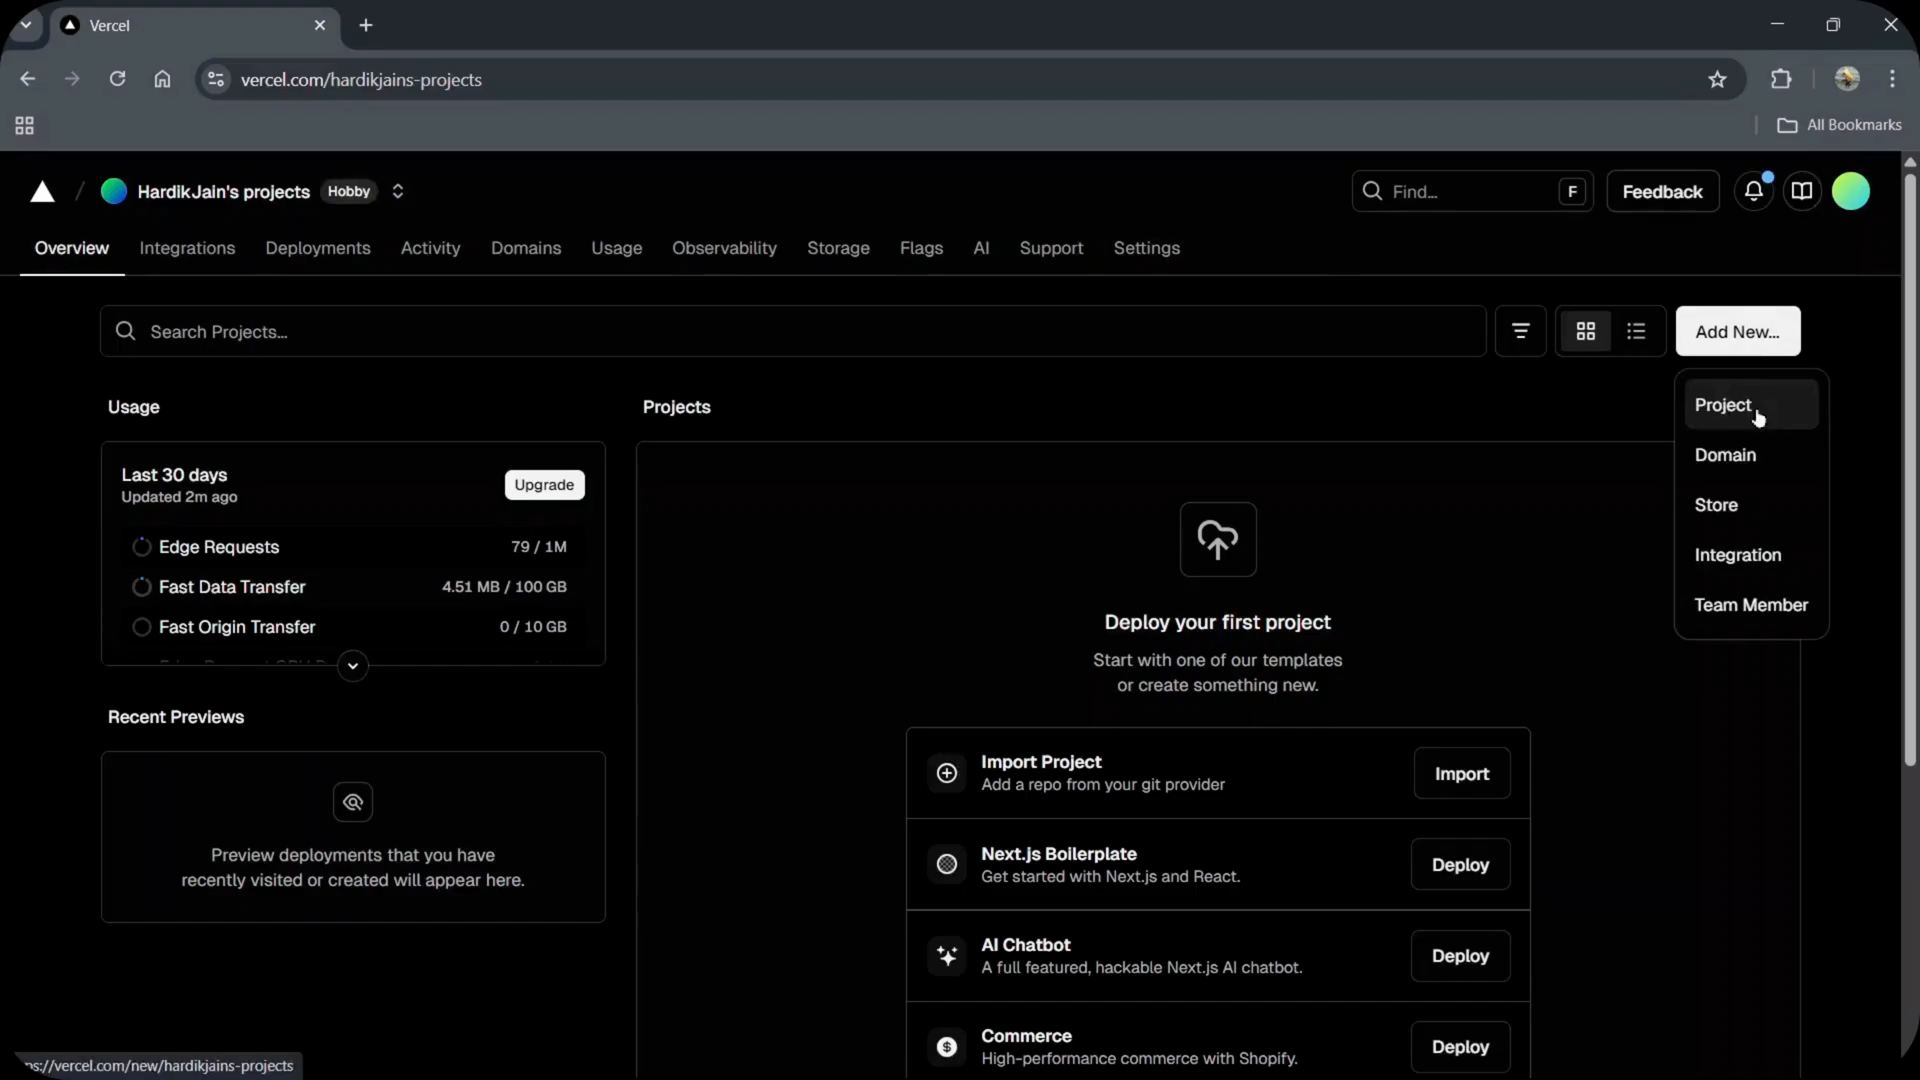 Vercel
vercel.com/hardikjains-projects
All Bookmarks
HardikJain's projects Hobby
Find... F
Feedback
Overview Integrations Deployments Activity Domains Usage Observability Storage Flags AI Support Settings
Search Projects...
Add New...
Project
Domain
Store
Integration
Team Member
Usage
Last 30 days
Updated 2m ago
Upgrade
Edge Requests 79 / 1M
Fast Data Transfer 4.51 MB / 100 GB
Fast Origin Transfer 0 / 10 GB
Recent Previews
Preview deployments that you have
recently visited or created will appear here.
Projects
Deploy your first project
Start with one of our templates
or create something new.
Import Project
Add a repo from your git provider
Import
Next.js Boilerplate
Get started with Next.js and React.
Deploy
AI Chatbot
A full featured, hackable Next.js AI chatbot.
Deploy
Commerce
High-performance commerce with Shopify.
Deploy
ps://vercel.com/new/hardikjains-projects